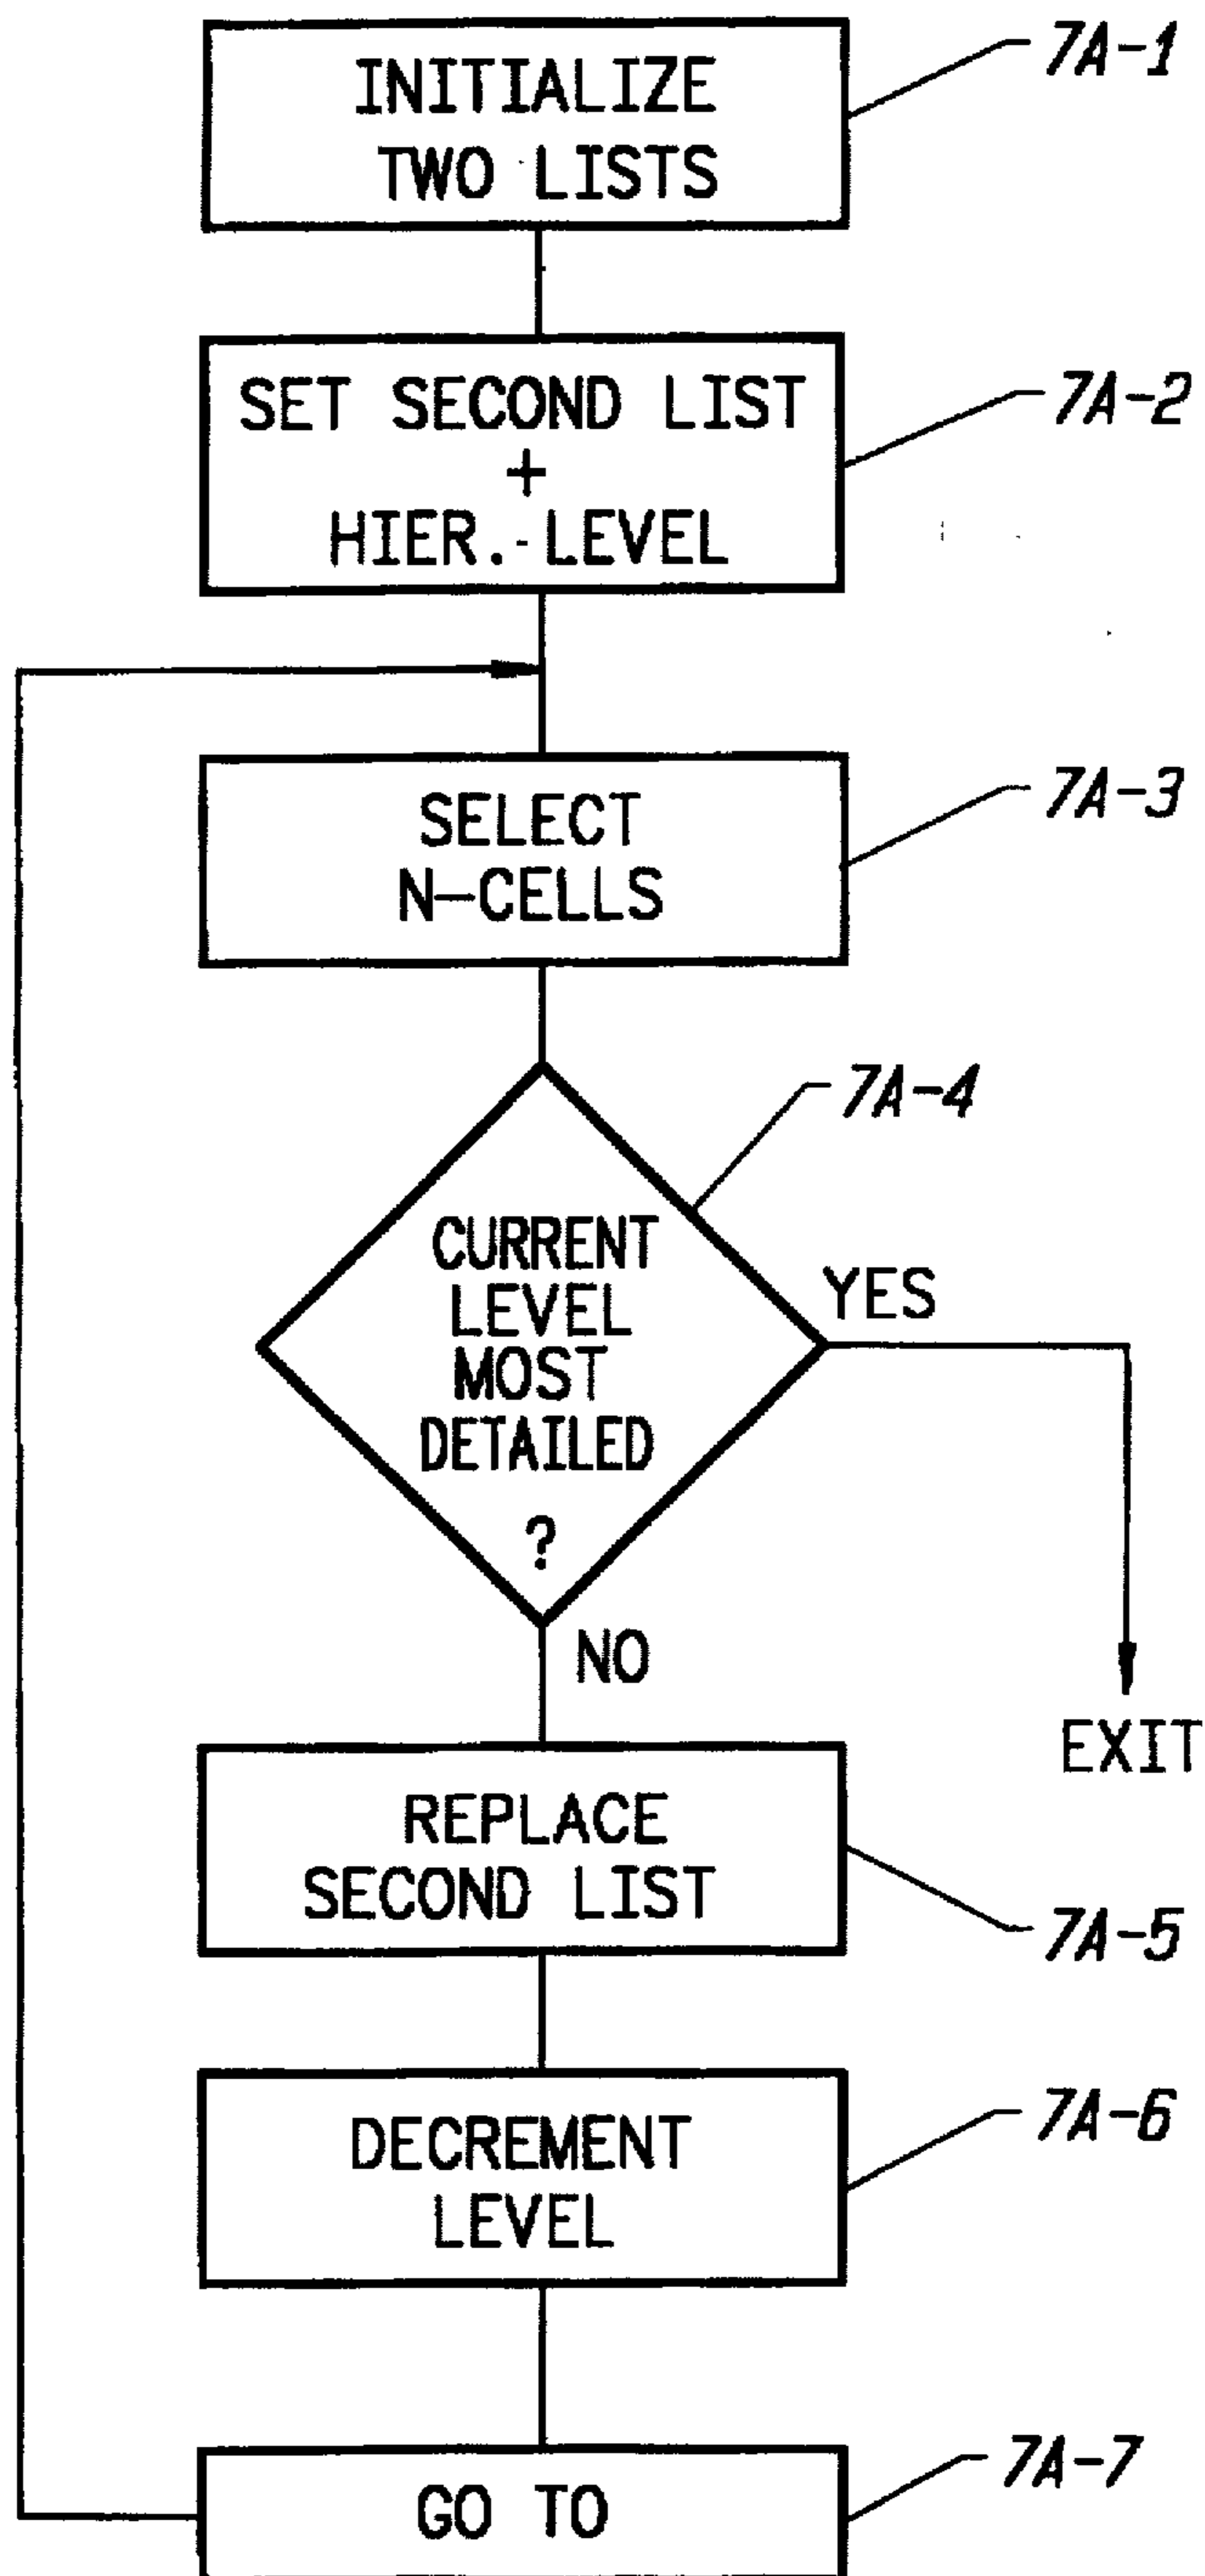 INITIALIZE
TWO LISTS
7A-1
SET SECOND LIST
+
HIER. LEVEL
7A-2
SELECT
N-CELLS
7A-3
CURRENT
LEVEL
MOST
DETAILED
?
7A-4
YES
EXIT
NO
REPLACE
SECOND LIST
7A-5
DECREMENT
LEVEL
7A-6
GO TO
7A-7